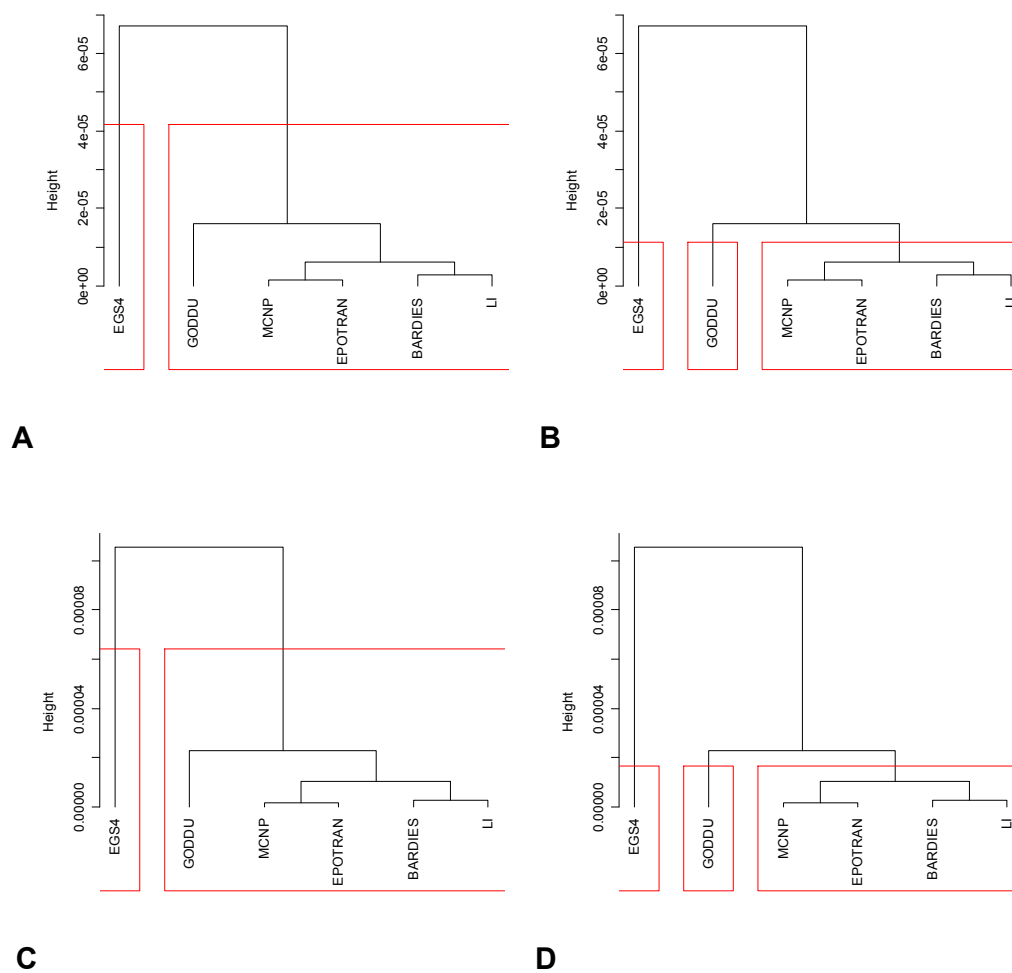 6e-05
4e-05
2e-05
0e+00
Height
EGS4
GODDU
MCNP
EPOTRAN
BARDIES
LI
A
6e-05
4e-05
2e-05
0e+00
Height
EGS4
GODDU
MCNP
EPOTRAN
BARDIES
LI
B
0.00008
0.00004
0.00000
Height
EGS4
GODDU
MCNP
EPOTRAN
BARDIES
LI
C
0.00008
0.00004
0.00000
Height
EGS4
GODDU
MCNP
EPOTRAN
BARDIES
LI
D